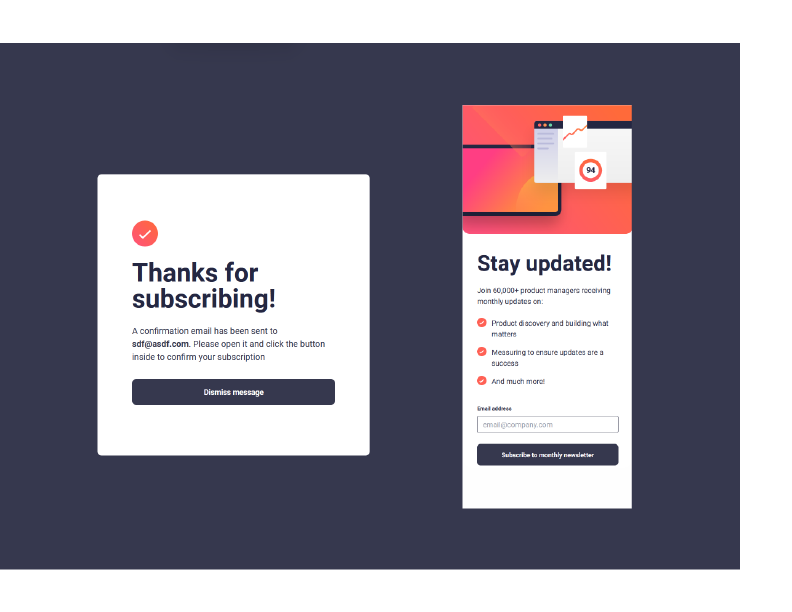 Thanks for
subscribing!
A confirmation email has been sent to
sdf@asdf.com. Please open it and click the button
inside to confirm your subscription
Dismiss message
94
Stay updated!
Join 60,000+ product managers receiving
monthly updates on:
Product discovery and building what
matters
Measuring to ensure updates are a
success
And much more!
Email address
email@company.com
Subscribe to monthly newsletter